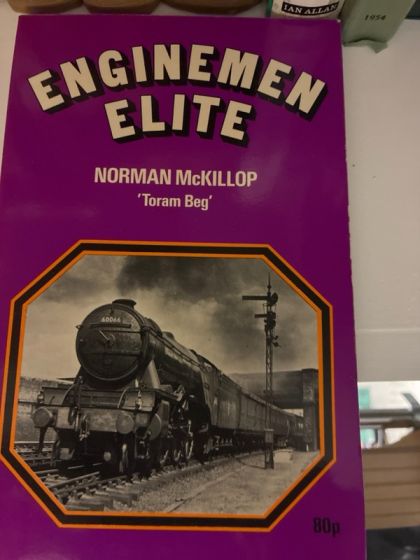 IAN ALLAN
1954
ENGINEMEN
ELITE
NORMAN McKILLOP
'Toram Beg'
60066
80p